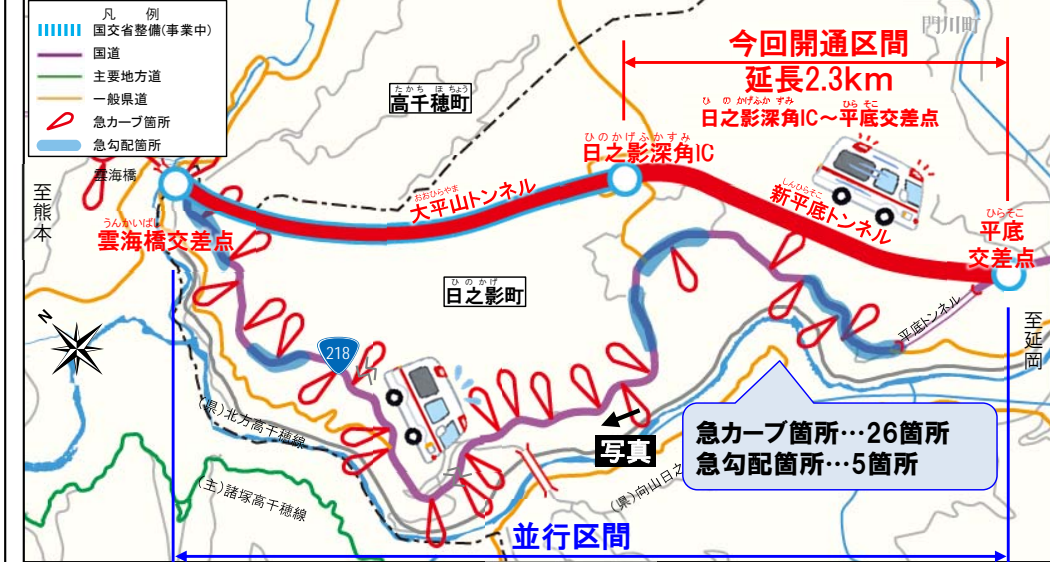 凡　例
国交省整備(事業中)
国道
主要地方道
一般県道
急カーブ箇所
急勾配箇所
門川町
今回開通区間
延長2.3km
ひ の かげふか すみ ひら そこ
日之影深角IC～平底交差点
たか ち ほ ちょう
高千穂町
ひのかげふかすみ
日之影深角IC
雲海橋
至熊本
おおひらやま
大平山トンネル
しんひらそこ
新平底トンネル
ひらそこ
平底
交差点
うんかいばし
雲海橋交差点
ひ の かげ
日之影町
平底トンネル
至延岡
N
218
(県)北方高千穂線
(主)諸塚高千穂線
写真
(県)向山日之
急カーブ箇所…26箇所
急勾配箇所…5箇所
並行区間